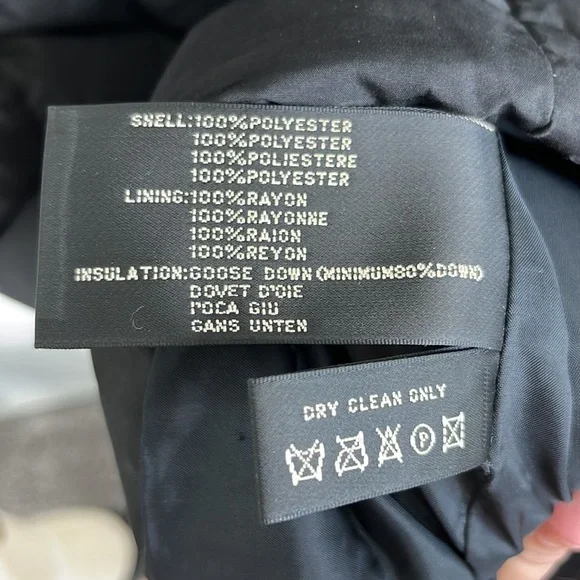 SHELL:100%POLYESTER
100%POLYESTER
100%POLIESTERE
100%POLYESTER
LINING:100%RAYON
100%RAYONNE
100%RAION
100%REYON
INSULATION:GOOSE DOWN(MINIMUM80%DOWN)
DOVET D'OIE
POCA GIU
GANS UNTEN
DRY CLEAN ONLY
P